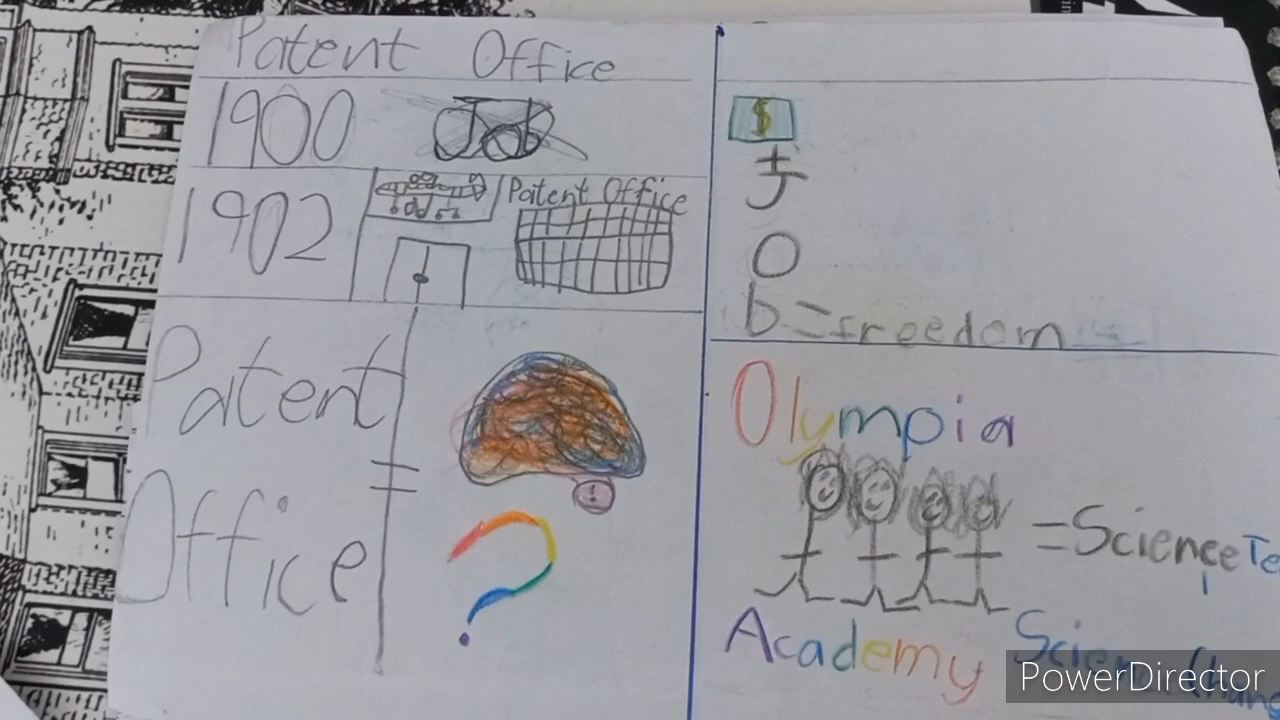 Patent Office
1900 Job
1902 Patent Office
Patent
=
Office
?
$
+
J
O
b = freedom
Olympia
= Science
Academy
PowerDirector